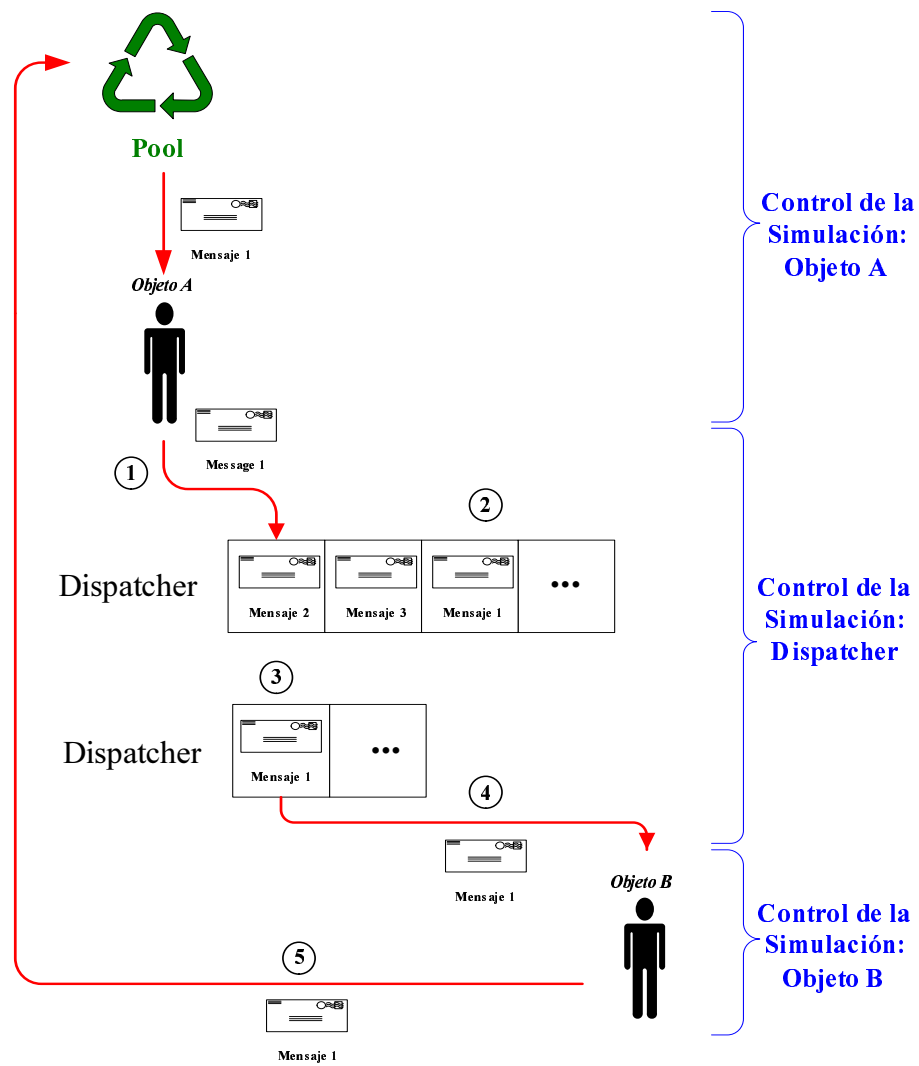 Pool
Mensaje 1
Objeto A
Control de la
Simulación:
Objeto A
Message 1
1
2
Dispatcher
Mensaje 2
Mensaje 3
Mensaje 1
•••
Control de la
Simulación:
Dispatcher
3
Dispatcher
Mensaje 1
•••
4
Mensaje 1
Objeto B
Control de la
Simulación:
Objeto B
5
Mensaje 1